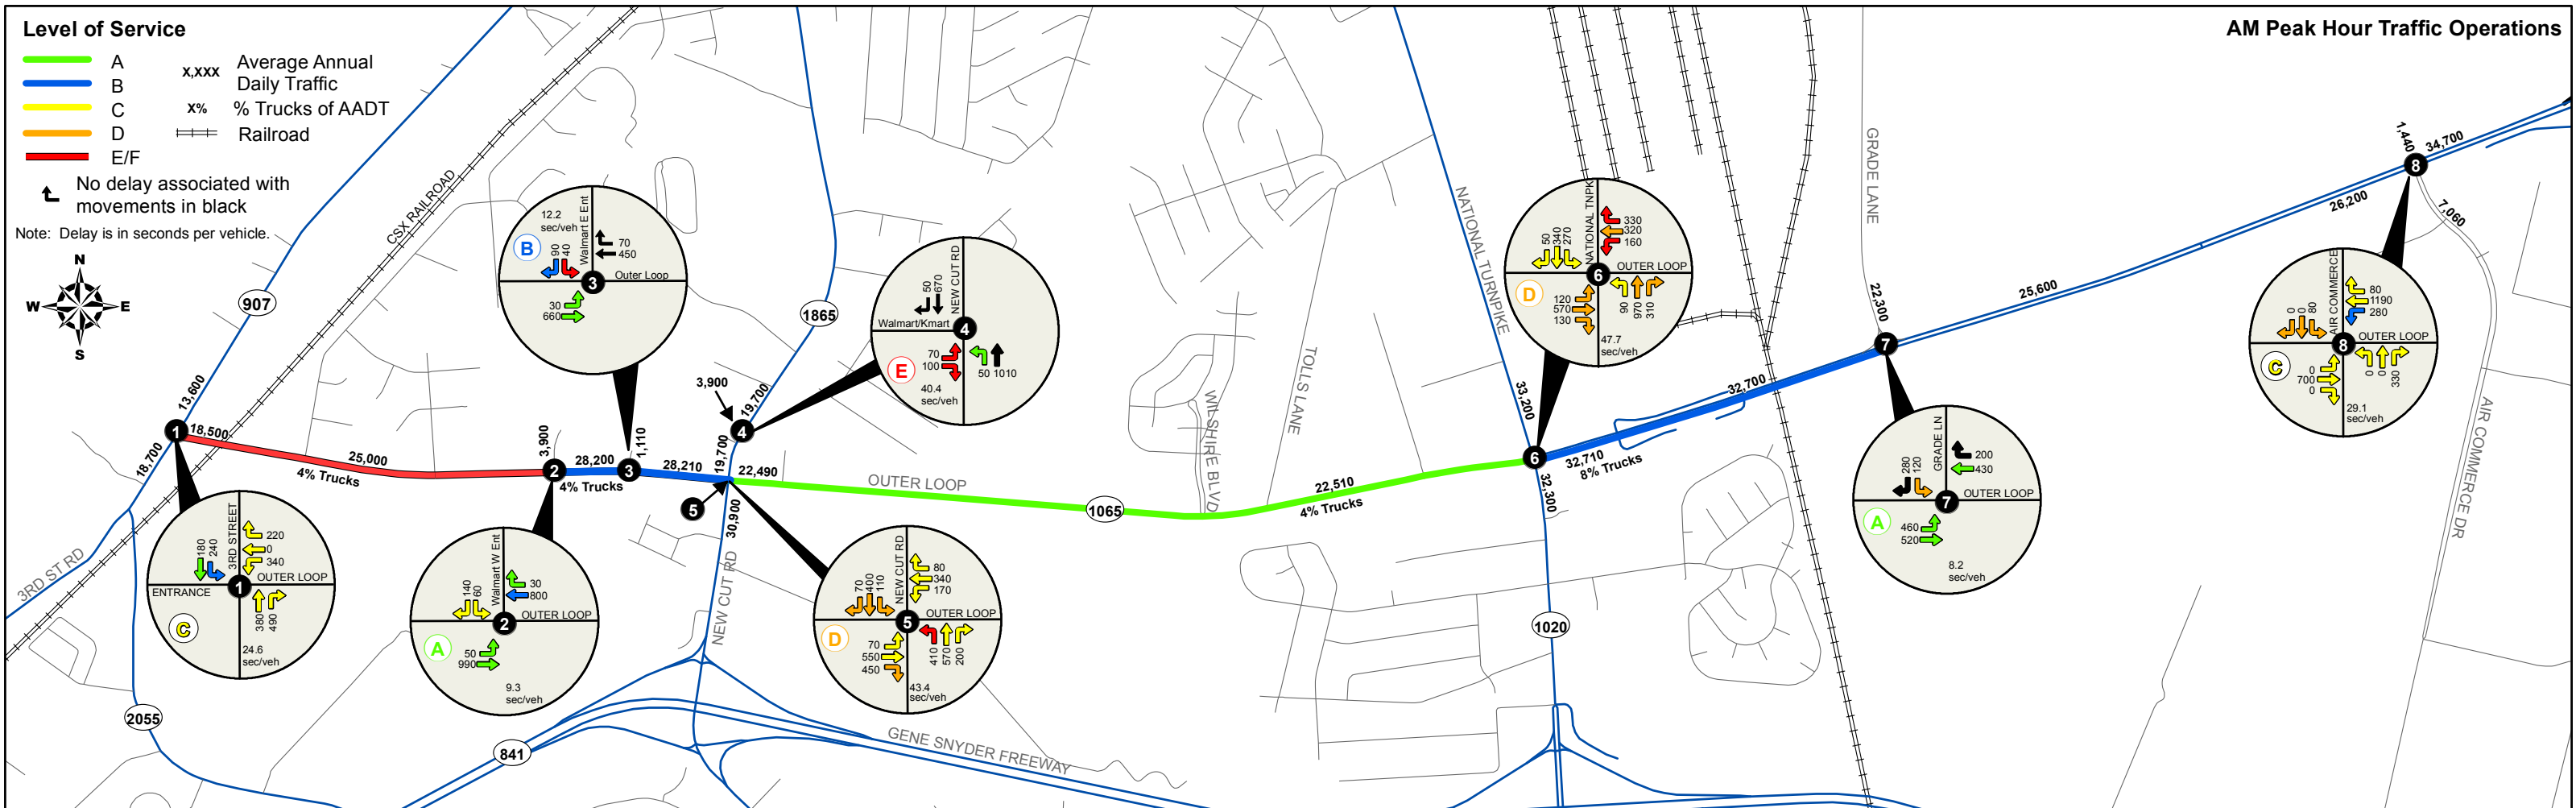 AM Peak Hour Traffic Operations
Level of Service
A
B
C
D
E/F
X,XXX
Average Annual
Daily Traffic
X%
% Trucks of AADT
Railroad
No delay associated with
movements in black
Note: Delay is in seconds per vehicle.
N
W
E
S
907
CSX RAILROAD
13,600
1
18,500
18,700
25,000
4% Trucks
3RD ST RD
2055
3,900
2
28,200
4% Trucks
3
1,110
28,210
3,900
4
19,700
19,700
1865
5
22,490
30,900
NEW CUT RD
841
GENE SNYDER FREEWAY
OUTER LOOP
1065
WILSHIRE BLVD
TOLLS LANE
22,510
4% Trucks
NATIONAL TURNPIKE
33,200
6
32,710
8% Trucks
32,300
1020
32,700
GRADE LANE
22,300
7
25,600
26,200
1,440
8
34,700
7,060
AIR COMMERCE DR
3RD STREET
180
240
220
0
340
OUTER LOOP
ENTRANCE
1
380
490
C
24.6
sec/veh
Walmart W Ent
140
60
30
800
OUTER LOOP
2
A
50
990
9.3
sec/veh
12.2
sec/veh
B
Walmart E Ent
90
40
70
450
Outer Loop
3
30
660
NEW CUT RD
50
670
Walmart/Kmart
4
70
100
50
1010
E
40.4
sec/veh
NEW CUT RD
70
400
110
80
340
170
OUTER LOOP
5
D
70
550
450
410
570
200
43.4
sec/veh
NATIONAL TNPK
50
340
270
330
320
160
OUTER LOOP
6
D
120
570
130
90
970
310
47.7
sec/veh
GRADE LN
280
120
200
430
OUTER LOOP
7
A
460
520
8.2
sec/veh
AIR COMMERCE
0
0
80
80
1190
280
OUTER LOOP
8
C
0
700
0
0
0
330
29.1
sec/veh